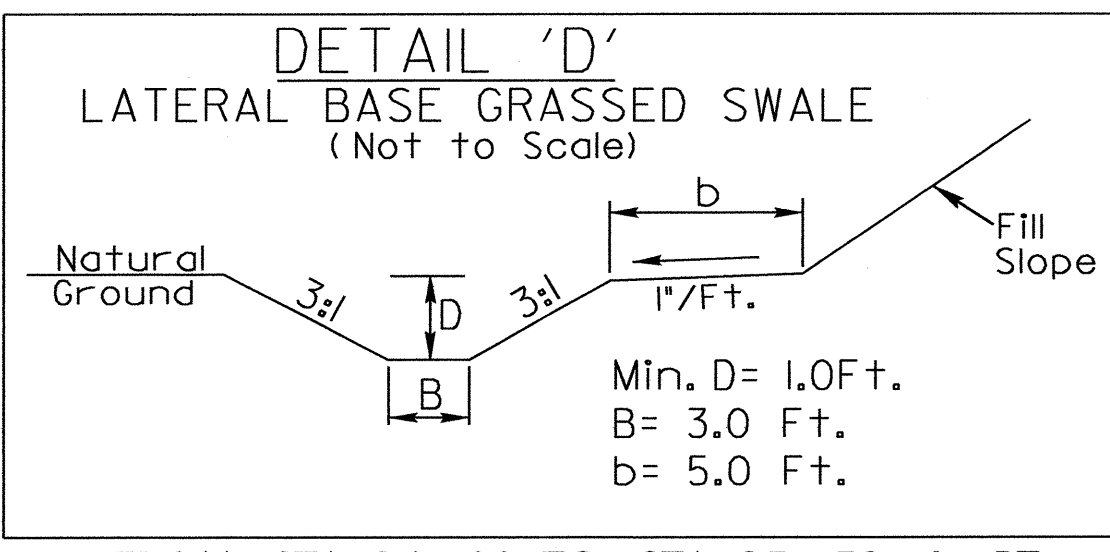 DETAIL 'D'
LATERAL BASE GRASSED SWALE
(Not to Scale)
b
Fill
Slope
Natural
Ground
3:1
D
3:1
1"/Ft.
B
Min. D= 1.0Ft.
B= 3.0 Ft.
b= 5.0 Ft.